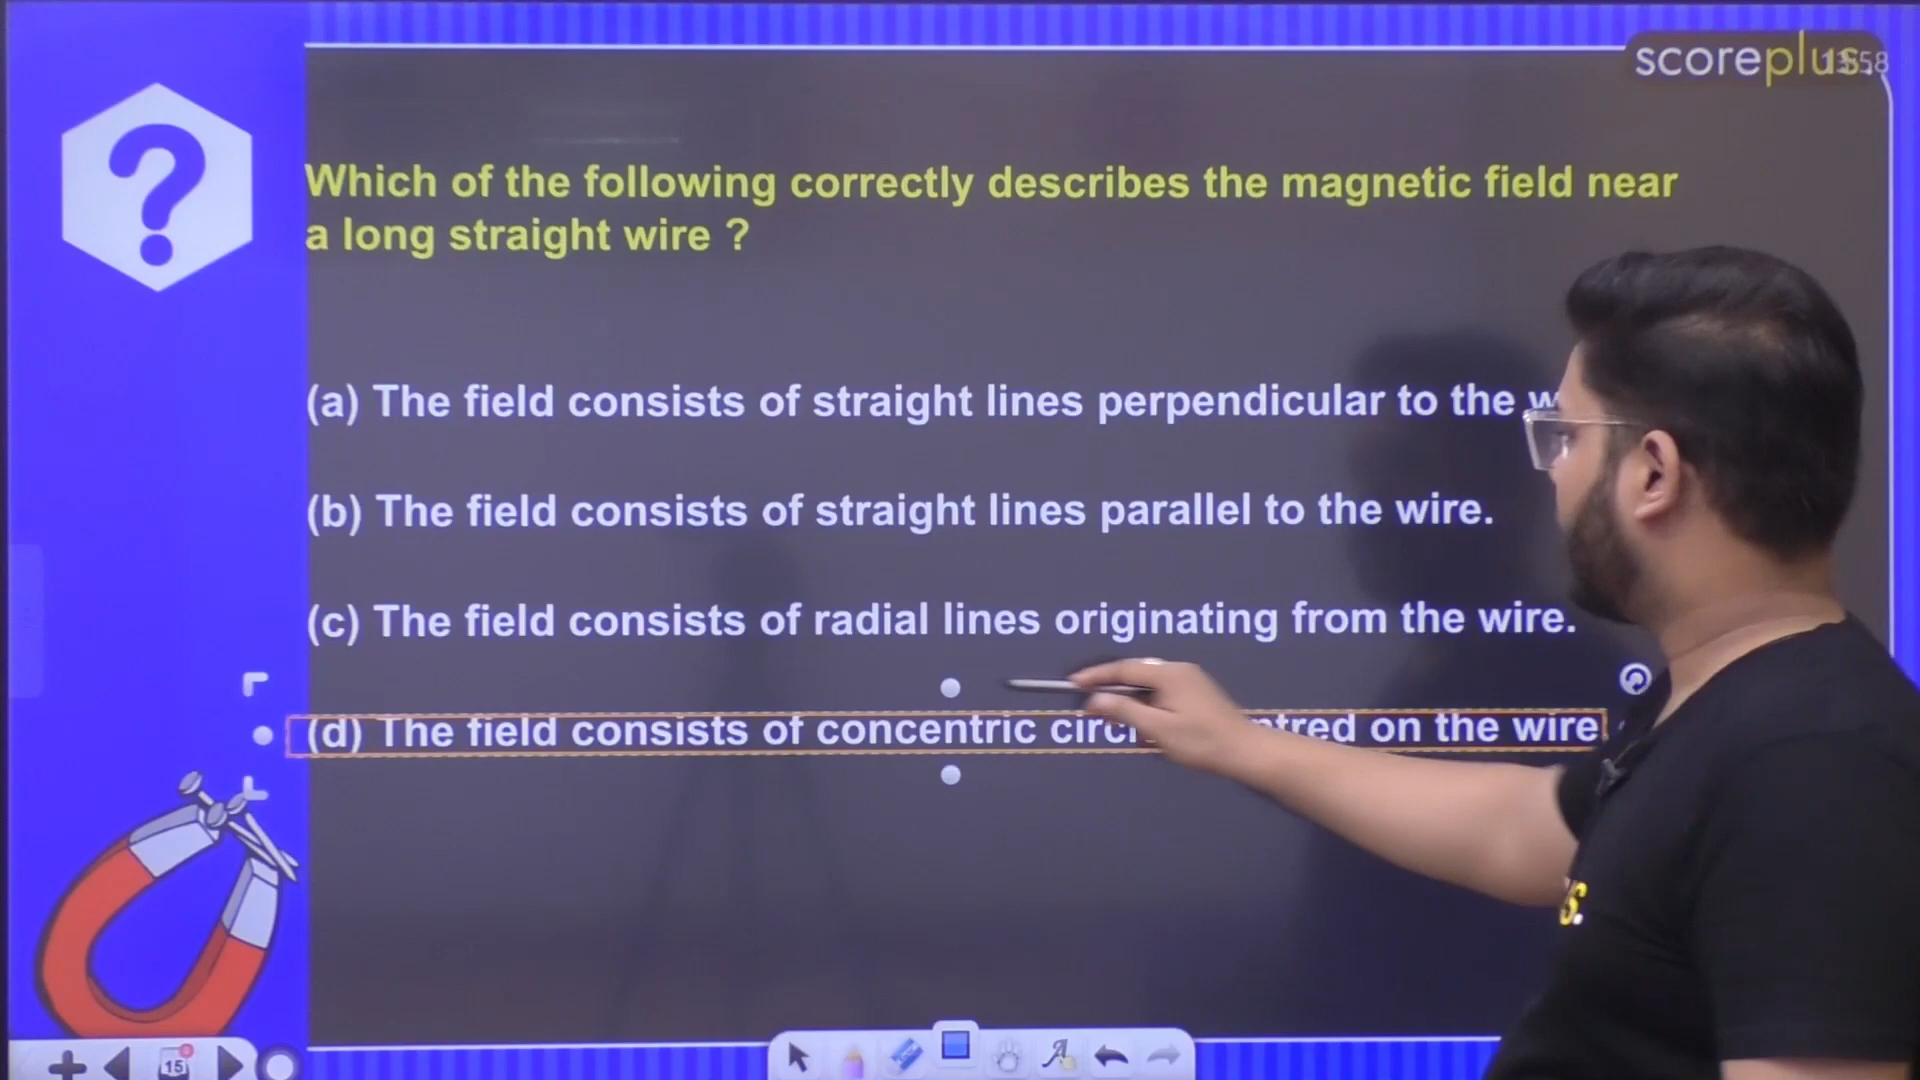 scoreplus.
Which of the following correctly describes the magnetic field near
a long straight wire ?
(a) The field consists of straight lines perpendicular to the
(b) The field consists of straight lines parallel to the wire.
(c) The field consists of radial lines originating from the wire.
(d) The field consists of concentric on the wire
15